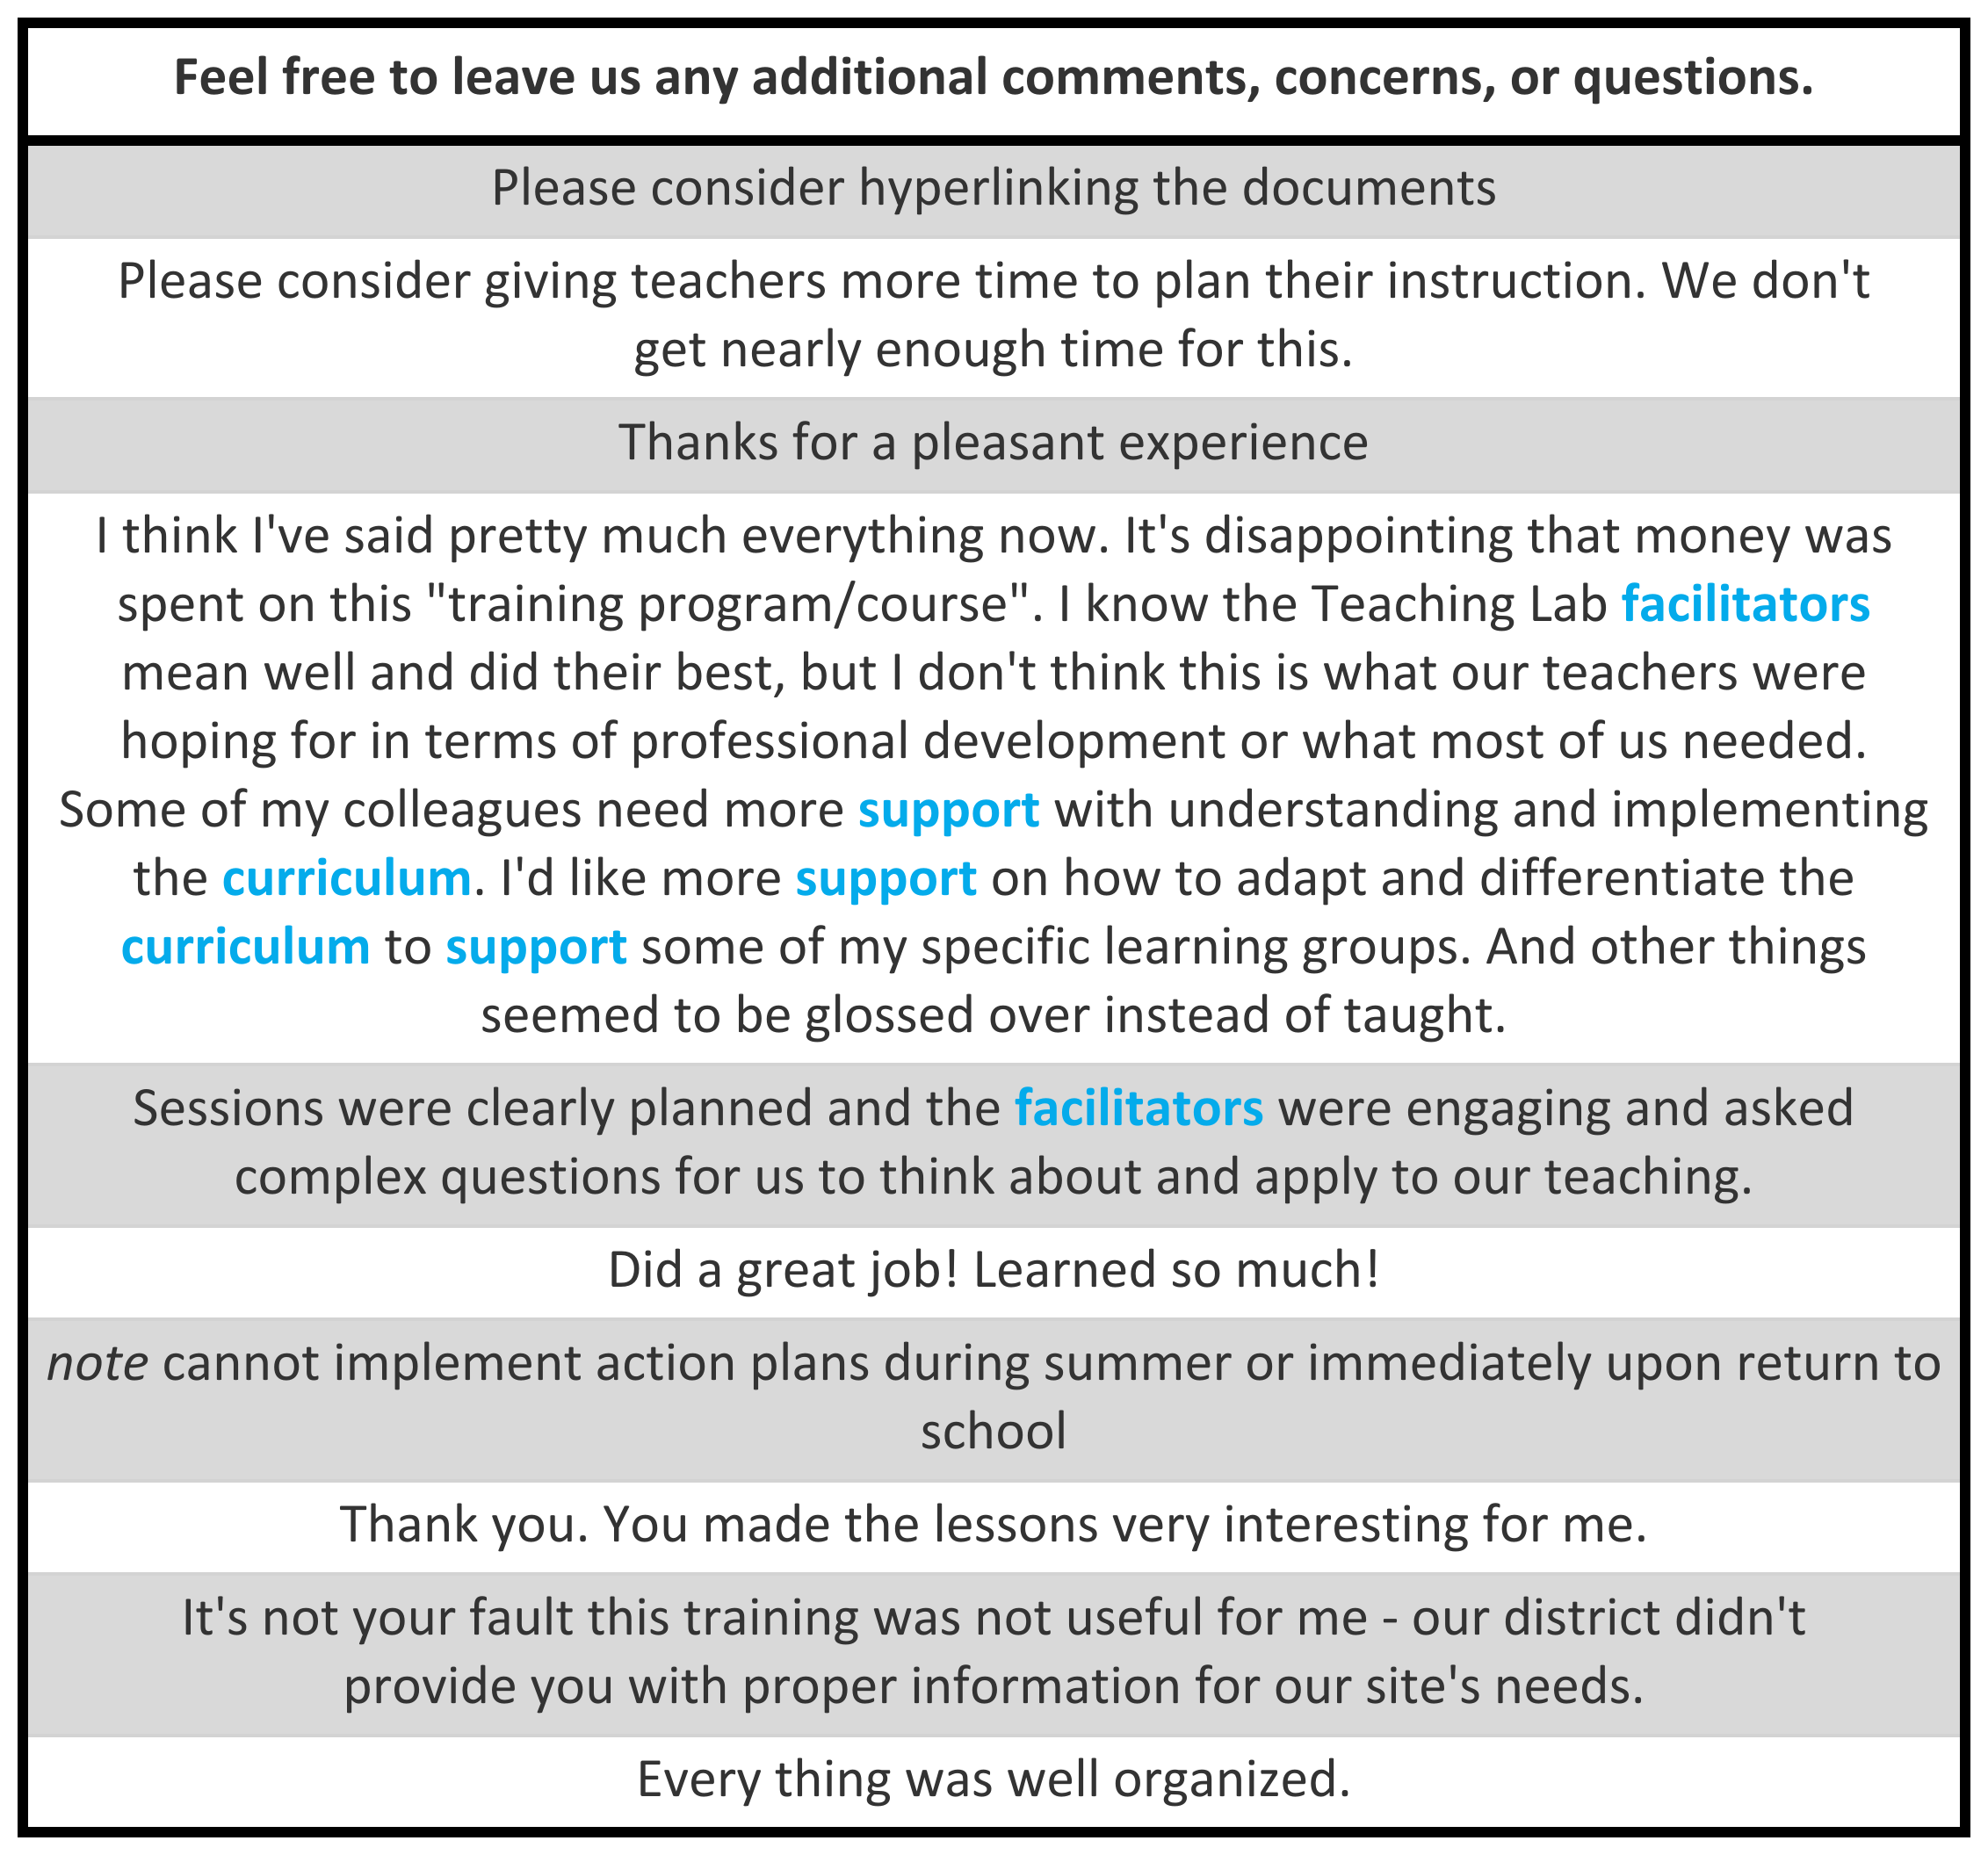 Feel free to leave us any additional comments, concerns, or questions.
Please consider hyperlinking the documents
Please consider giving teachers more time to plan their instruction. We don't
get nearly enough time for this.
Thanks for a pleasant experience
I think I've said pretty much everything now. It's disappointing that money was
spent on this "training program/course". I know the Teaching Lab facilitators
mean well and did their best, but I don't think this is what our teachers were
hoping for in terms of professional development or what most of us needed.
Some of my colleagues need more support with understanding and implementing
the curriculum. I'd like more support on how to adapt and differentiate the
curriculum to support some of my specific learning groups. And other things
seemed to be glossed over instead of taught.
Sessions were clearly planned and the facilitators were engaging and asked
complex questions for us to think about and apply to our teaching.
Did a great job! Learned so much!
note cannot implement action plans during summer or immediately upon return to
school
Thank you. You made the lessons very interesting for me.
It's not your fault this training was not useful for me - our district didn't
provide you with proper information for our site's needs.
Every thing was well organized.